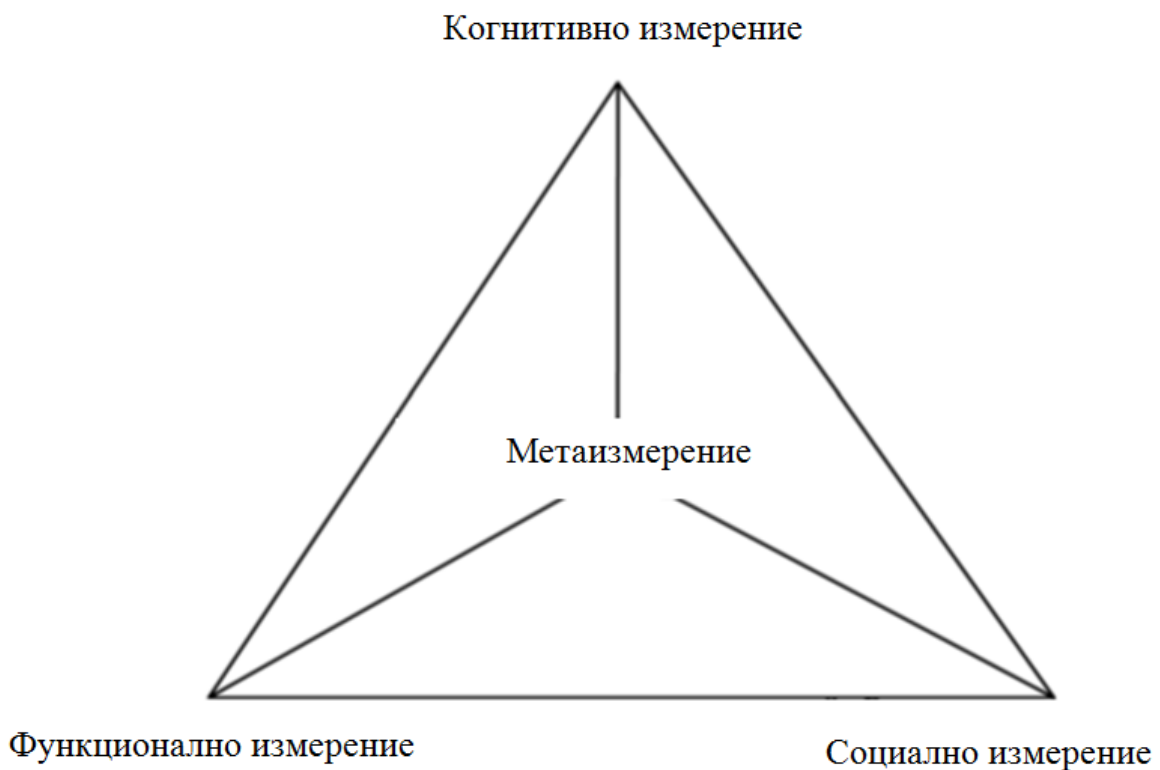 Когнитивно измерение
Метаизмерение
Функционално измерение
Социално измерение